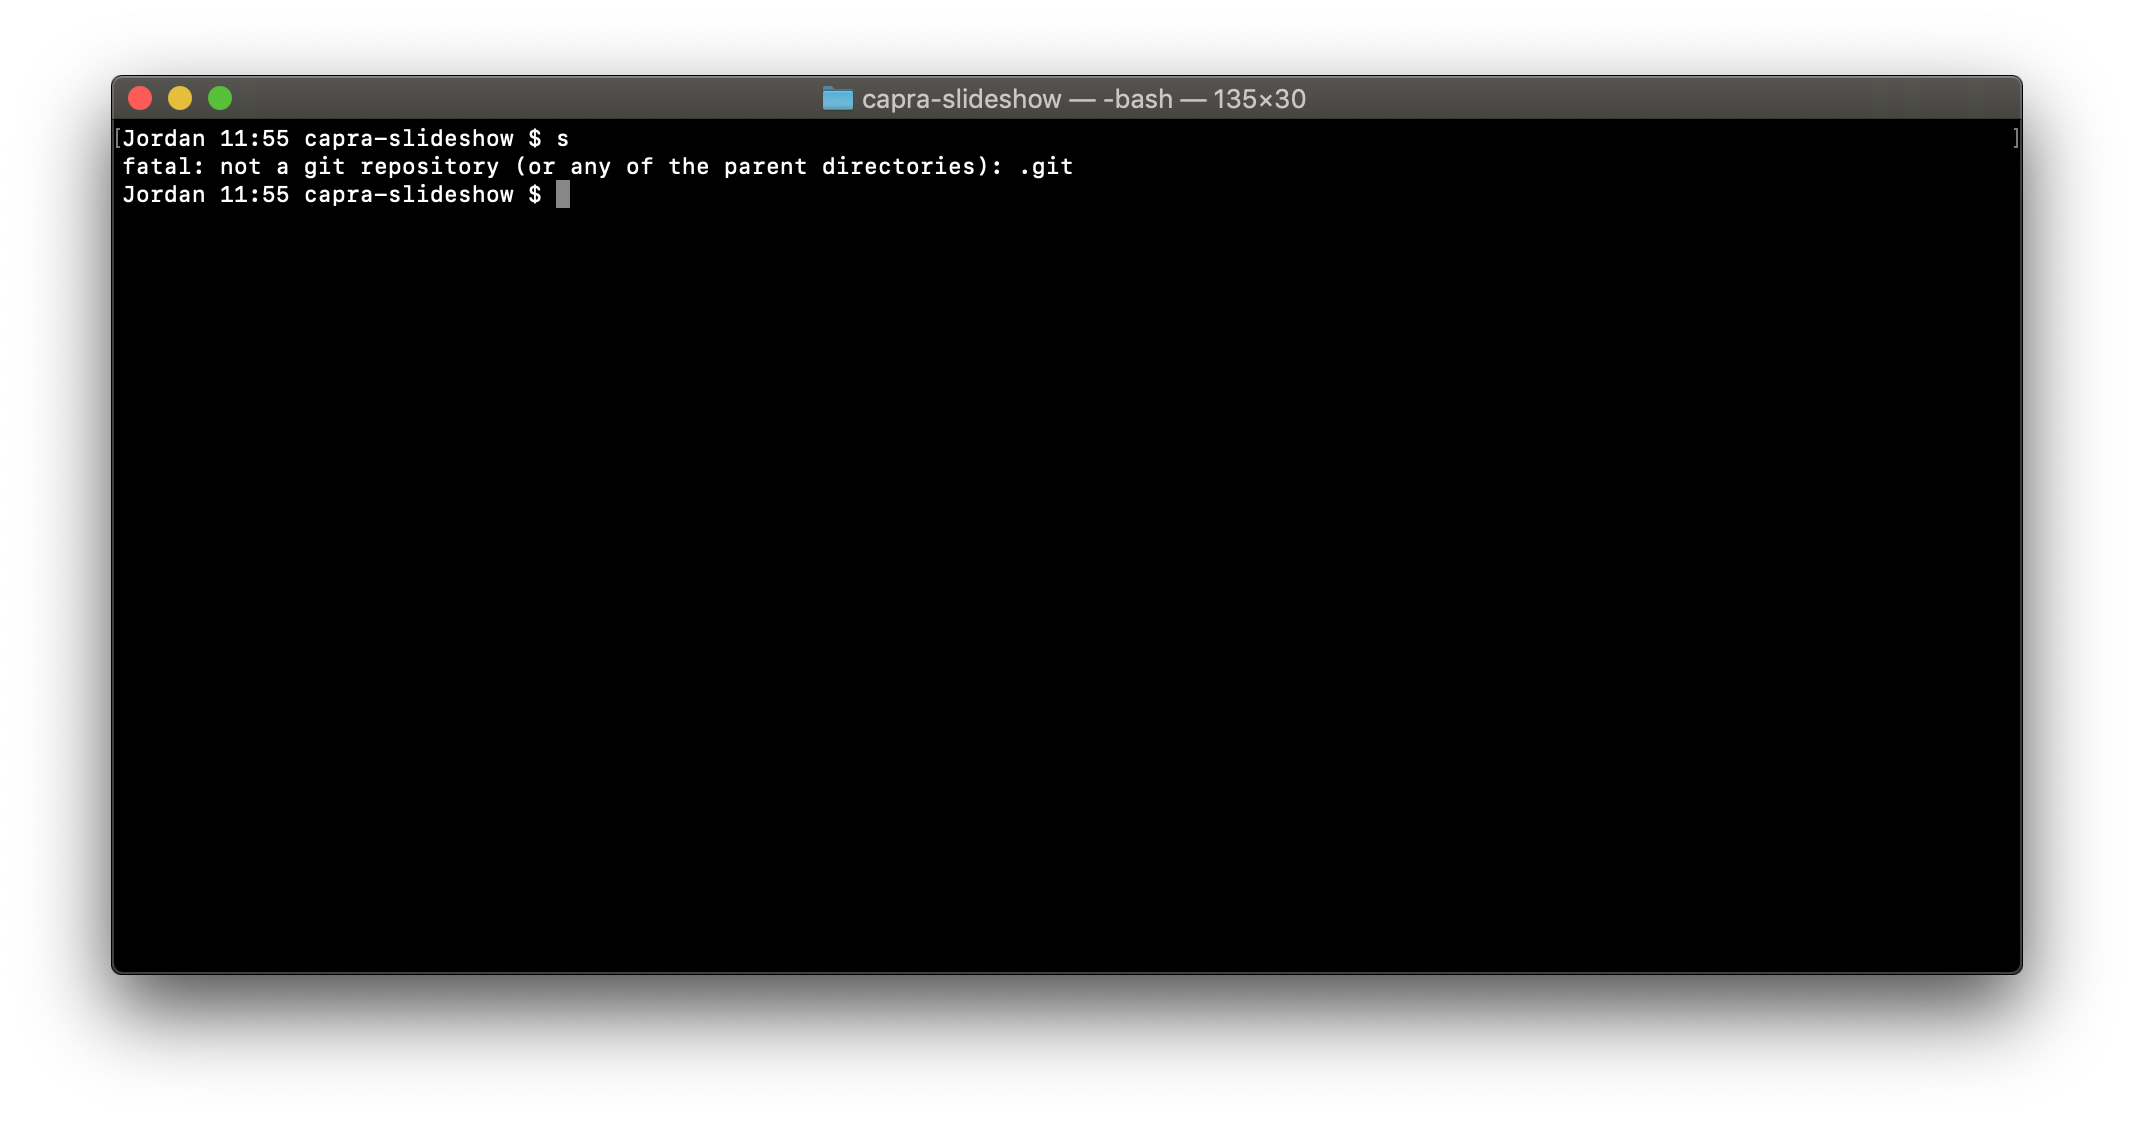 capra-slideshow — -bash — 135×30
[Jordan 11:55 capra-slideshow $ s ]
fatal: not a git repository (or any of the parent directories): .git
Jordan 11:55 capra-slideshow $